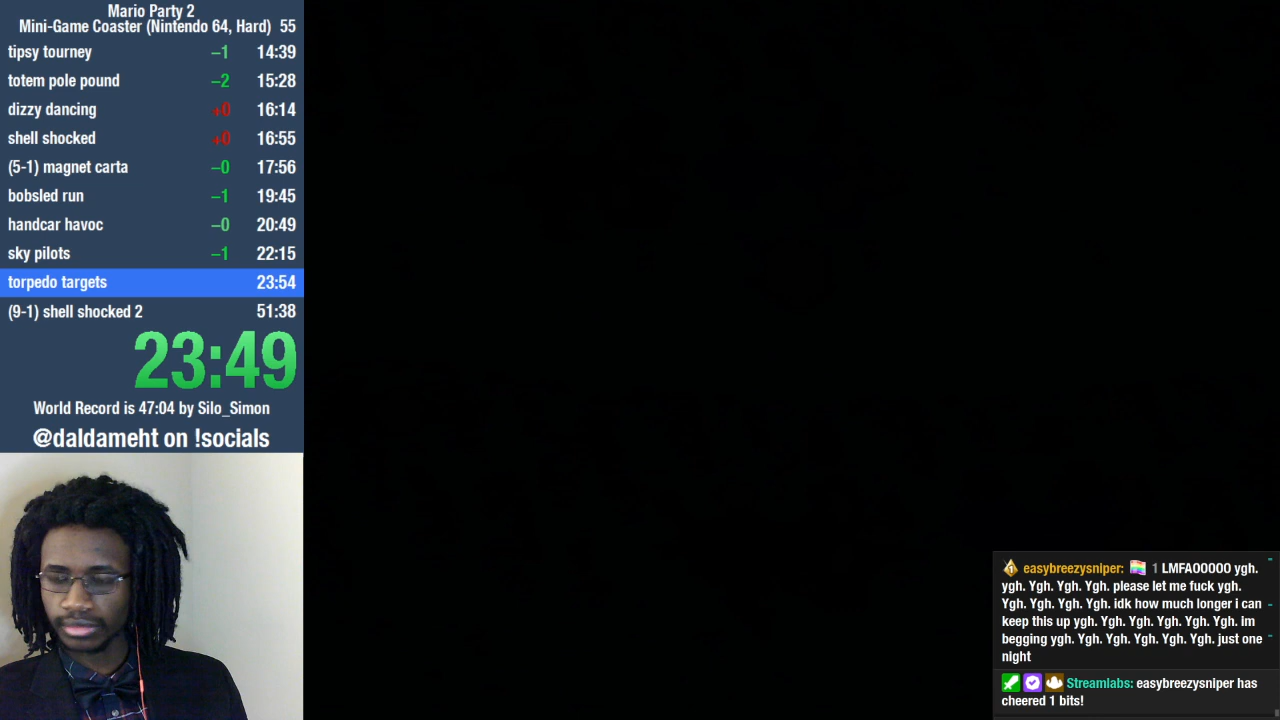 Mario Party 2
Mini-Game Coaster (Nintendo 64, Hard) 55
tipsy tourney −1 14:39
totem pole pound −2 15:28
dizzy dancing +0 16:14
shell shocked +0 16:55
(5-1) magnet carta −0 17:56
bobsled run −1 19:45
handcar havoc −0 20:49
sky pilots −1 22:15
torpedo targets 23:54
(9-1) shell shocked 2 51:38
23:49
World Record is 47:04 by Silo_Simon
@daldameht on !socials
1 easybreezysniper: 1 LMFAOOOOO ygh.
ygh. Ygh. Ygh. Ygh. please let me fuck ygh.
Ygh. Ygh. Ygh. Ygh. idk how much longer i can
keep this up ygh. Ygh. Ygh. Ygh. Ygh. Ygh. im
begging ygh. Ygh. Ygh. Ygh. Ygh. Ygh. just one
night
Streamlabs: easybreezysniper has
cheered 1 bits!